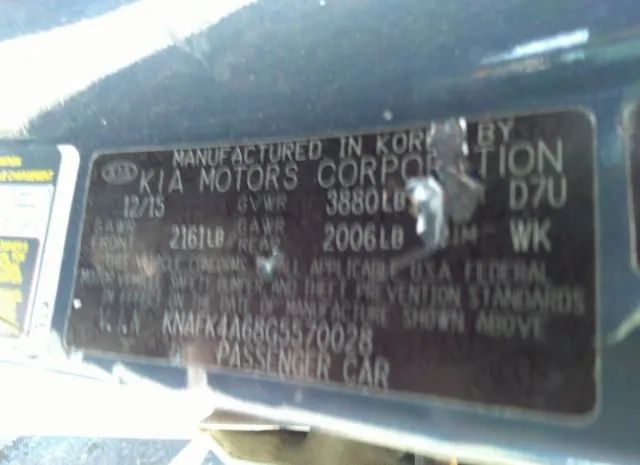 MANUFACTURED IN KOREA BY
KIA KIA MOTORS CORPORATION
12/15 GVWR 3880LB D7U
GAWR FRONT 2161LB GAWR REAR 2006LB TRIM WK
THIS VEHICLE CONFORMS TO ALL APPLICABLE U.S.A. FEDERAL
MOTOR VEHICLE SAFETY BUMPER AND THEFT PREVENTION STANDARDS
IN EFFECT ON THE DATE OF MANUFACTURE SHOWN ABOVE
KNAFK4A68G5570028
PASSENGER CAR